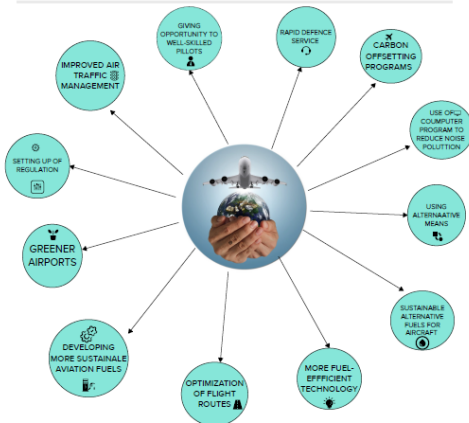 GIVING
OPPORTUNITY TO
WELL-SKILLED
PILLOTS
RAPID DEFENCE
SERVICE
CARBON
OFFSETTING
PROGRAMS
USE OF
COUMPUTER
PROGRAM TO
REDUCE NOISE
POLUTTION
USING
ALTERNAATIVE
MEANS
SUSTAINABLE
ALTERNATIVE
FUELS FOR
AIRCRAFT
MORE FUEL-
EFFFICIENT
TECHNOLOGY
OPTIMIZATION
OF FLIGHT
ROUTES
DEVELOPING
MORE SUSTAINALE
AVIATION FUELS
GREENER
AIRPORTS
SETTING UP OF
REGULATION
IMPROVED AIR
TRAFFIC
MANAGEMENT